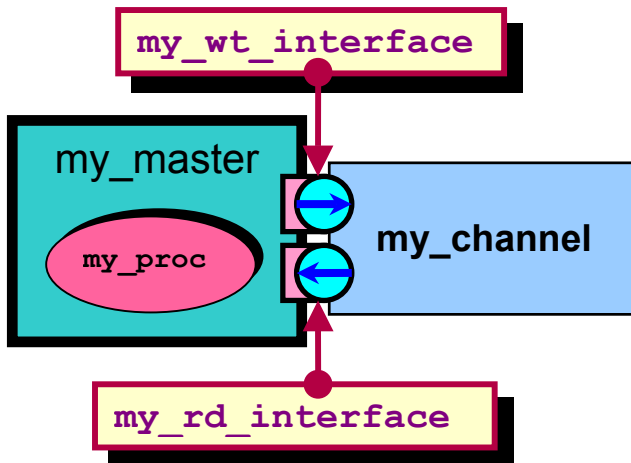 my_wt_interface
my_master
my_proc
my_channel
my_rd_interface